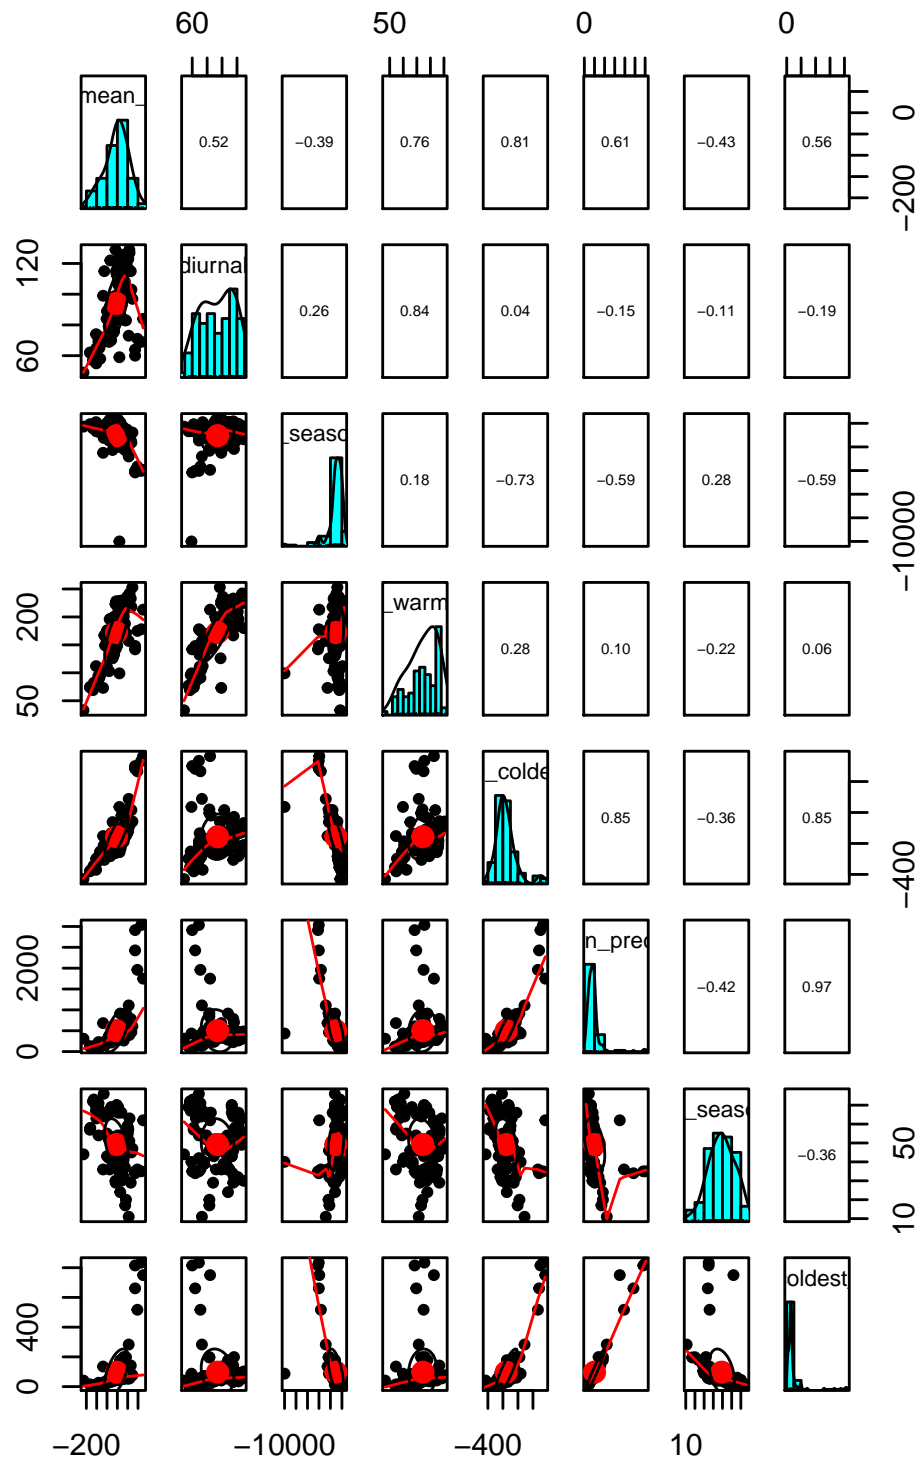 60 50 0 0
mean_ 0.52 −0.39 0.76 0.81 0.61 −0.43 0.56
0
−200
120
60
diurnal 0.26 0.84 0.04 −0.15 −0.11 −0.19
_seaso 0.18 −0.73 −0.59 0.28 −0.59
−10000
200
50
_warm 0.28 0.10 −0.22 0.06
_colde 0.85 −0.36 0.85
−400
2000
0
n_prec −0.42 0.97
_seaso −0.36
50
10
400
0
oldest_
−200 −10000 −400 10